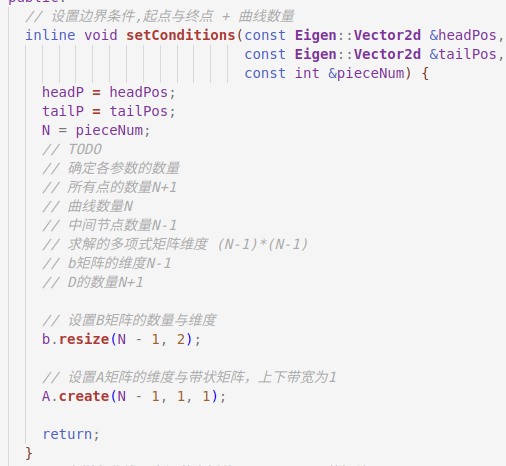 public:
// 设置边界条件,起点与终点 + 曲线数量
inline void setConditions(const Eigen::Vector2d &headPos,
const Eigen::Vector2d &tailPos,
const int &pieceNum) {
headP = headPos;
tailP = tailPos;
N = pieceNum;
// TODO
// 确定各参数的数量
// 所有点的数量N+1
// 曲线数量N
// 中间节点数量N-1
// 求解的多项式矩阵维度 (N-1)*(N-1)
// b矩阵的维度N-1
// D的数量N+1
// 设置B矩阵的数量与维度
b.resize(N - 1, 2);
// 设置A矩阵的维度与带状矩阵，上下带宽为1
A.create(N - 1, 1, 1);
return;
}